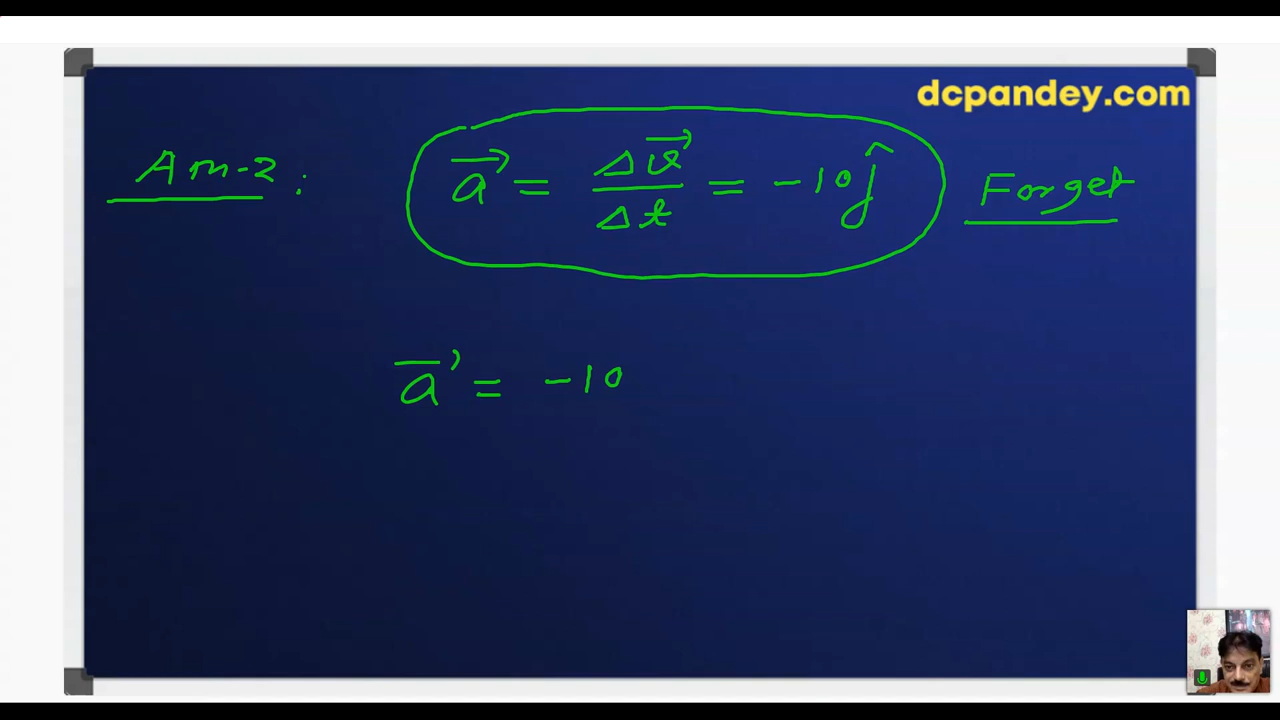 dcpandey.com
Am-2 : a⃗ = Δv⃗/Δt = -10ĵ Forget
a⃗' = -10